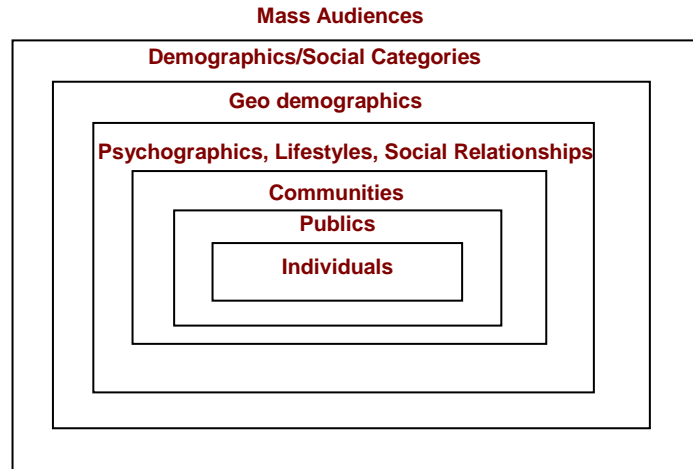 Mass Audiences
Demographics/Social Categories
Geo demographics
Psychographics, Lifestyles, Social Relationships
Communities
Publics
Individuals